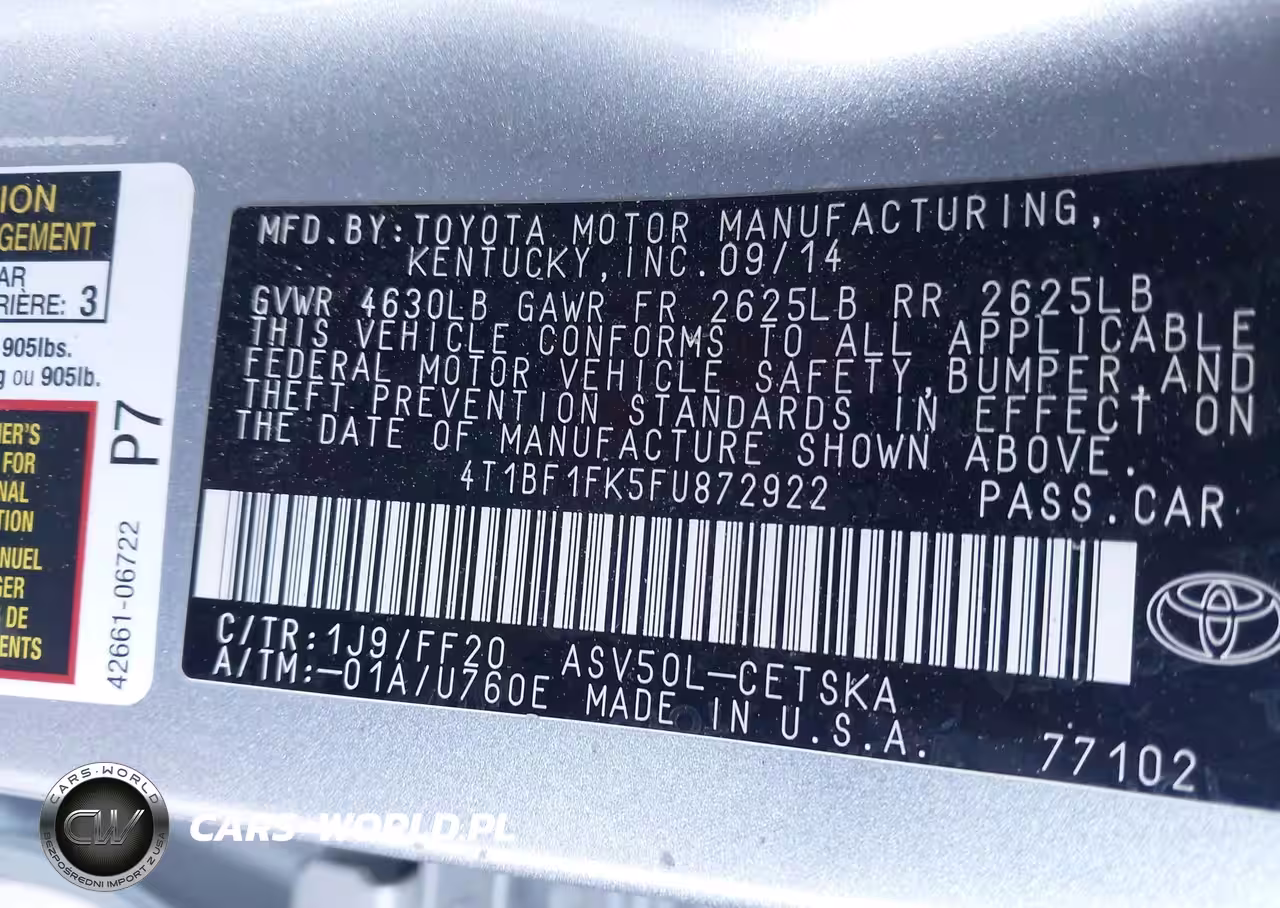 ION
GEMENT
AR
RIÈRE: 3
905lbs.
g ou 905lb.
ER'S
FOR
NAL
TION
NUEL
GER
DE
ENTS
P7
42661-06722
MFD.BY:TOYOTA MOTOR MANUFACTURING,
KENTUCKY,INC.09/14
GVWR 4630LB GAWR FR 2625LB RR 2625LB
THIS VEHICLE CONFORMS TO ALL APPLICABLE
FEDERAL MOTOR VEHICLE SAFETY,BUMPER,AND
THEFT PREVENTION STANDARDS IN EFFECT ON
THE DATE OF MANUFACTURE SHOWN ABOVE.
4T1BF1FK5FU872922 PASS.CAR
C/TR:1J9/FF20 ASV50L-CETSKA
A/TM:-01A/U760E MADE IN U.S.A.
77102
CARS-WORLD
CW
BEZPOŚREDNI IMPORT Z USA
CARS-WORLD.PL